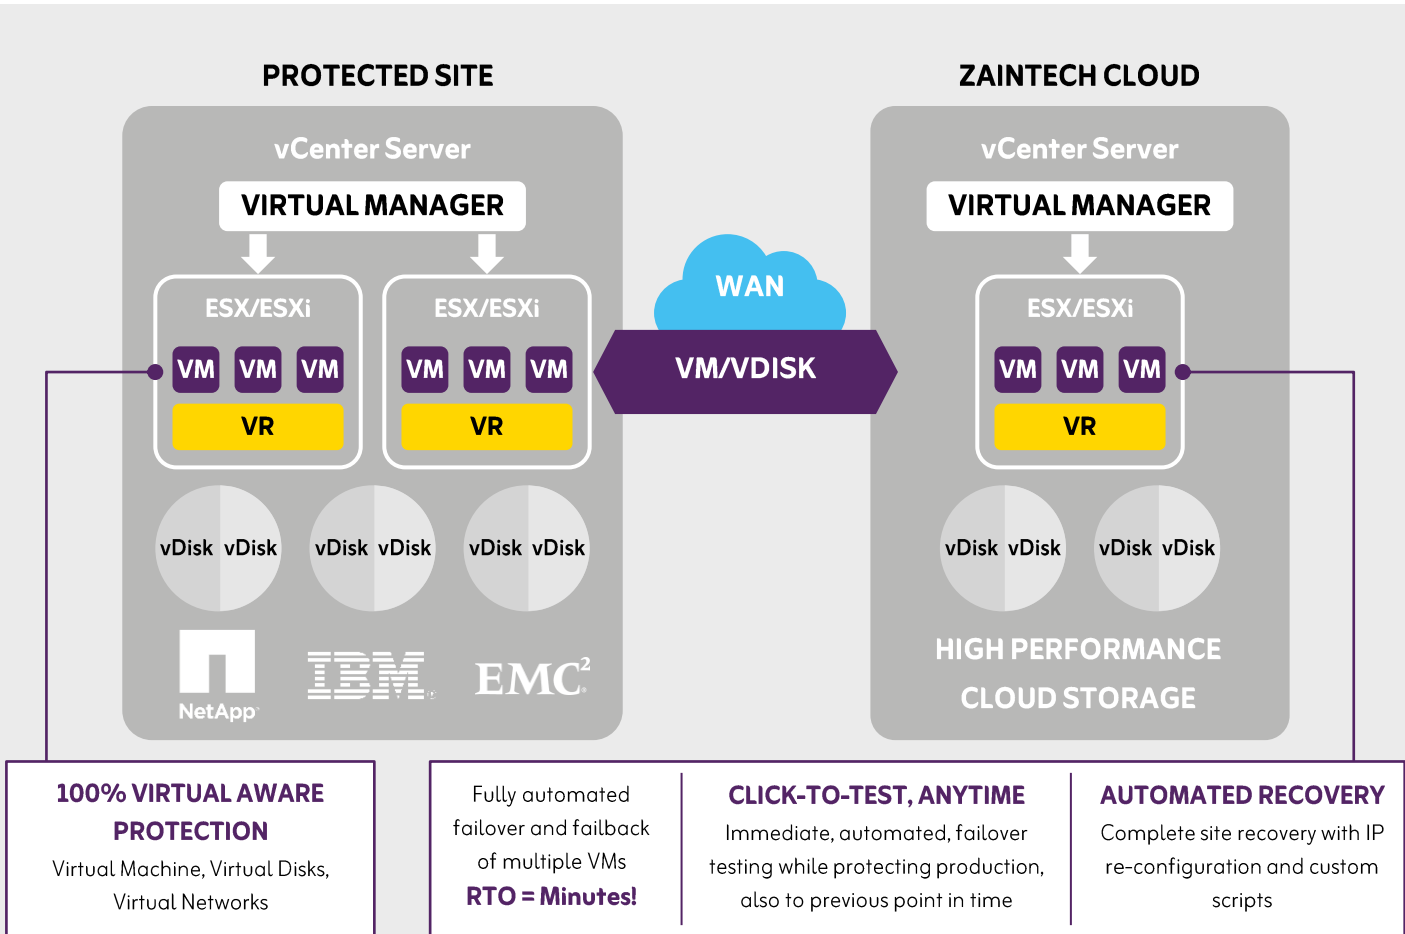 PROTECTED SITE
vCenter Server
VIRTUAL MANAGER
ESX/ESXi
VM VM VM
VR
ESX/ESXi
VM VM VM
VR
vDisk vDisk
vDisk vDisk
vDisk vDisk
NetApp™
IBM®
EMC²
WAN
VM/VDISK
ZAINTECH CLOUD
vCenter Server
VIRTUAL MANAGER
ESX/ESXi
VM VM VM
VR
vDisk vDisk
vDisk vDisk
HIGH PERFORMANCE
CLOUD STORAGE
100% VIRTUAL AWARE
PROTECTION
Virtual Machine, Virtual Disks,
Virtual Networks
Fully automated
failover and failback
of multiple VMs
RTO = Minutes!
CLICK-TO-TEST, ANYTIME
Immediate, automated, failover
testing while protecting production,
also to previous point in time
AUTOMATED RECOVERY
Complete site recovery with IP
re-configuration and custom
scripts